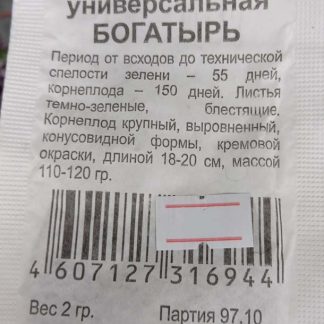 универсальная
БОГАТЫРЬ
Период от всходов до технической
спелости зелени – 55 дней,
корнеплода – 150 дней. Листья
темно-зеленые, блестящие.
Корнеплод крупный, выровненный,
конусовидной формы, кремовой
окраски, длиной 18-20 см, массой
110-120 гр.
4 607127 316944
Вес 2 гр. Партия 97.10